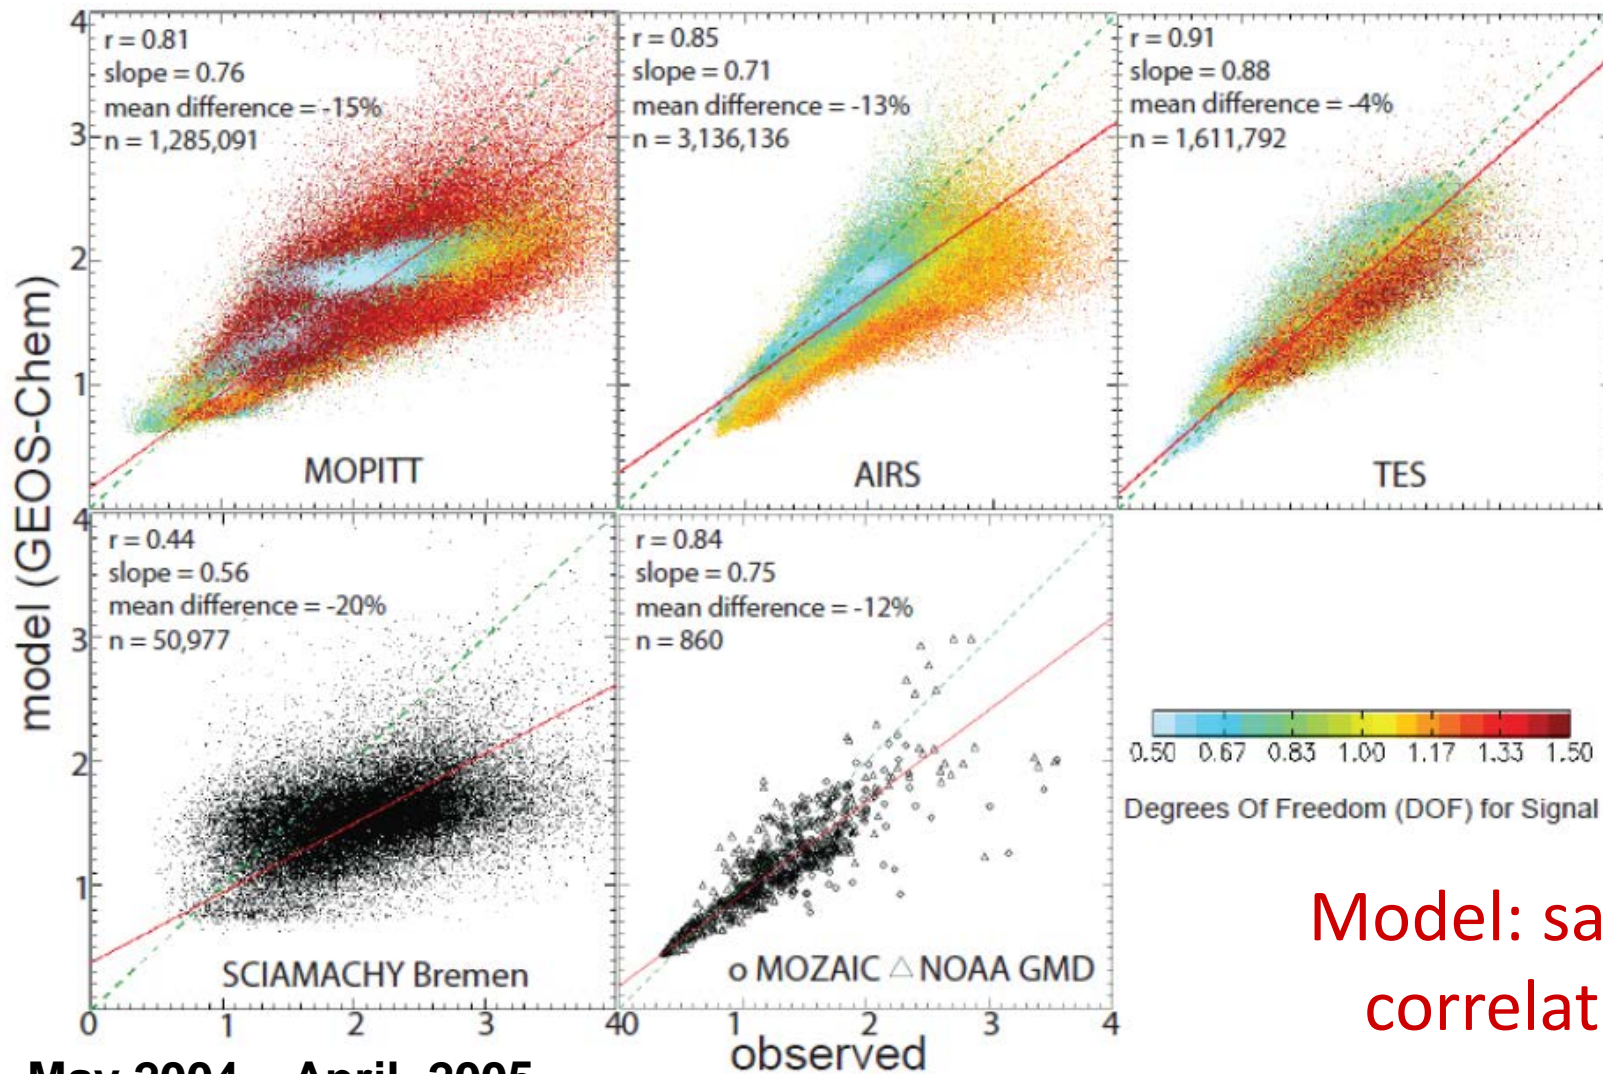 4
3
2
1
r = 0.81
slope = 0.76
mean difference = -15%
n = 1,285,091
MOPITT
r = 0.85
slope = 0.71
mean difference = -13%
n = 3,136,136
AIRS
r = 0.91
slope = 0.88
mean difference = -4%
n = 1,611,792
TES
model (GEOS-Chem)
4
3
2
1
r = 0.44
slope = 0.56
mean difference = -20%
n = 50,977
SCIAMACHY Bremen
r = 0.84
slope = 0.75
mean difference = -12%
n = 860
o MOZAIC △ NOAA GMD
0 1 2 3 4
0 1 2 3 4
observed
0.50 0.67 0.83 1.00 1.17 1.33 1.50
Degrees Of Freedom (DOF) for Signal
Model: sa
correlat
May 2004 April 2005